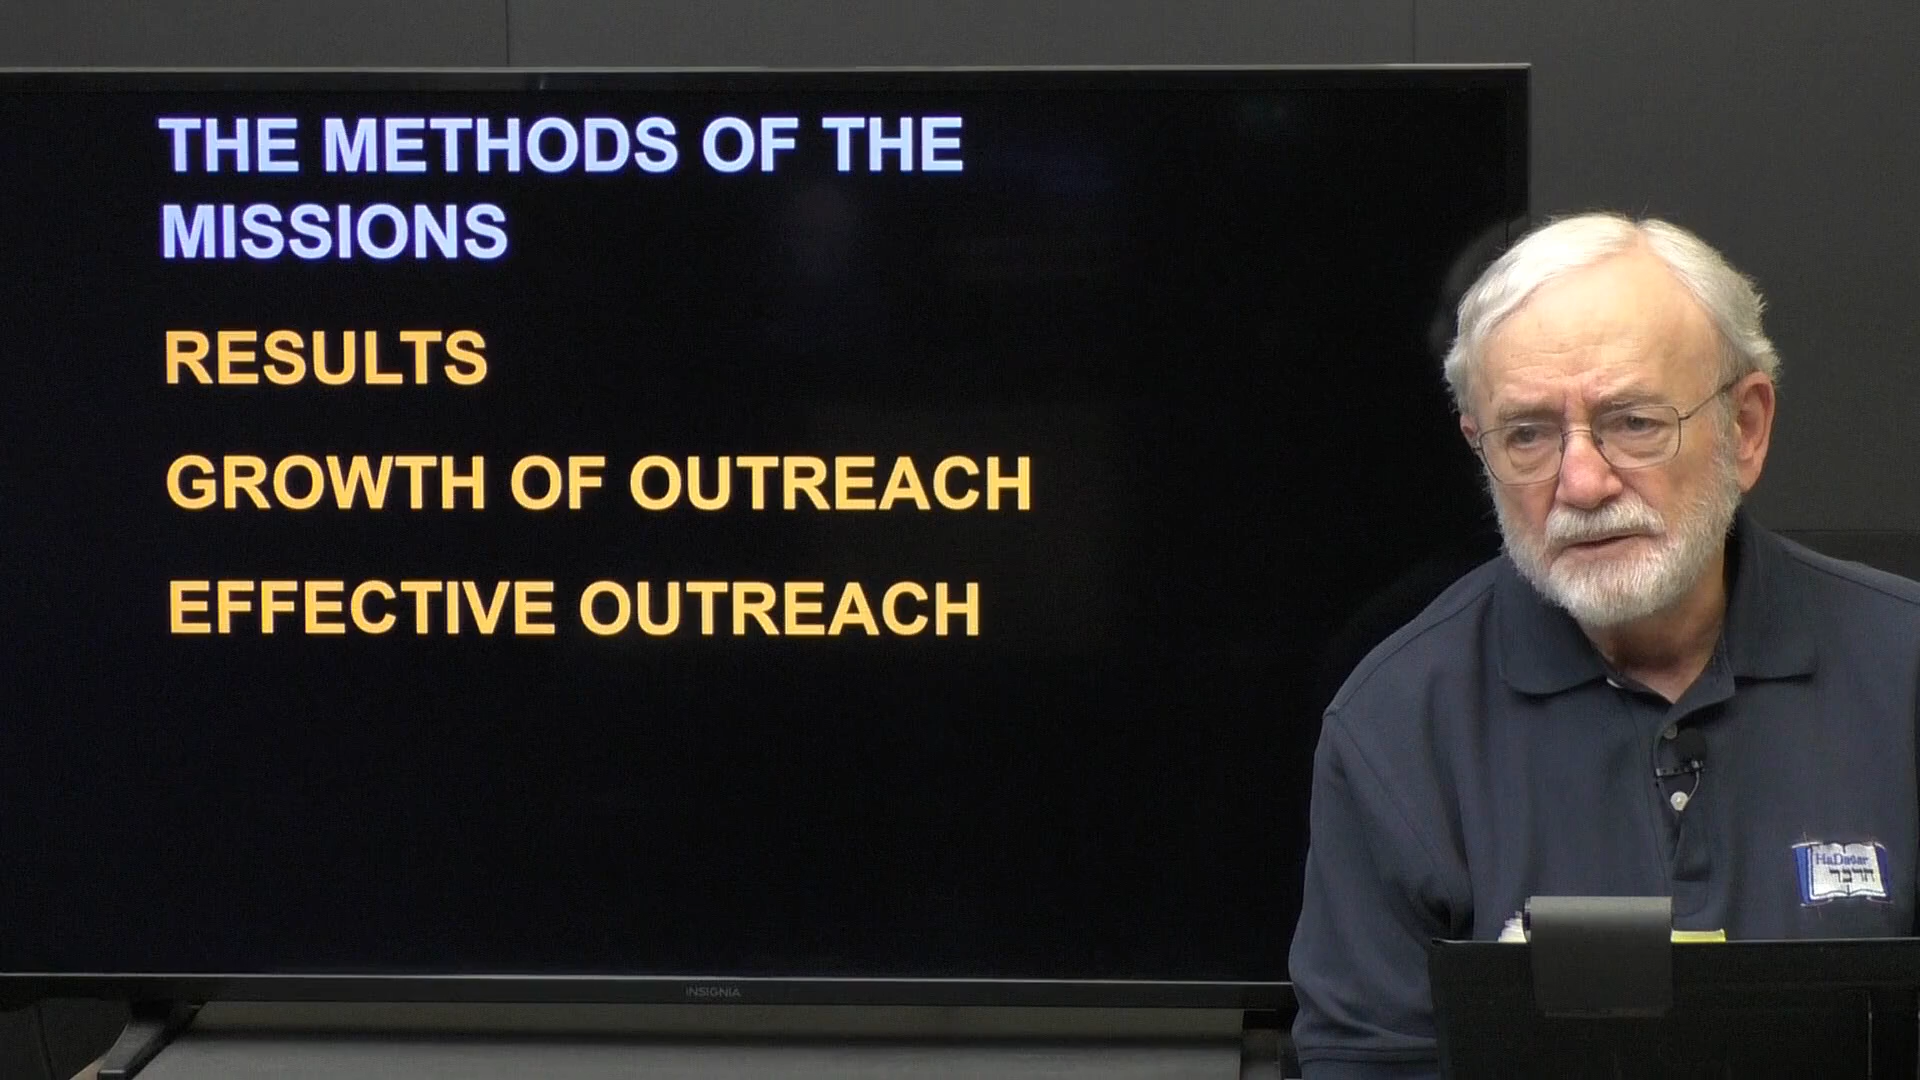 THE METHODS OF THE
MISSIONS
RESULTS
GROWTH OF OUTREACH
EFFECTIVE OUTREACH
INSIGNIA
HaDavar
הדבר